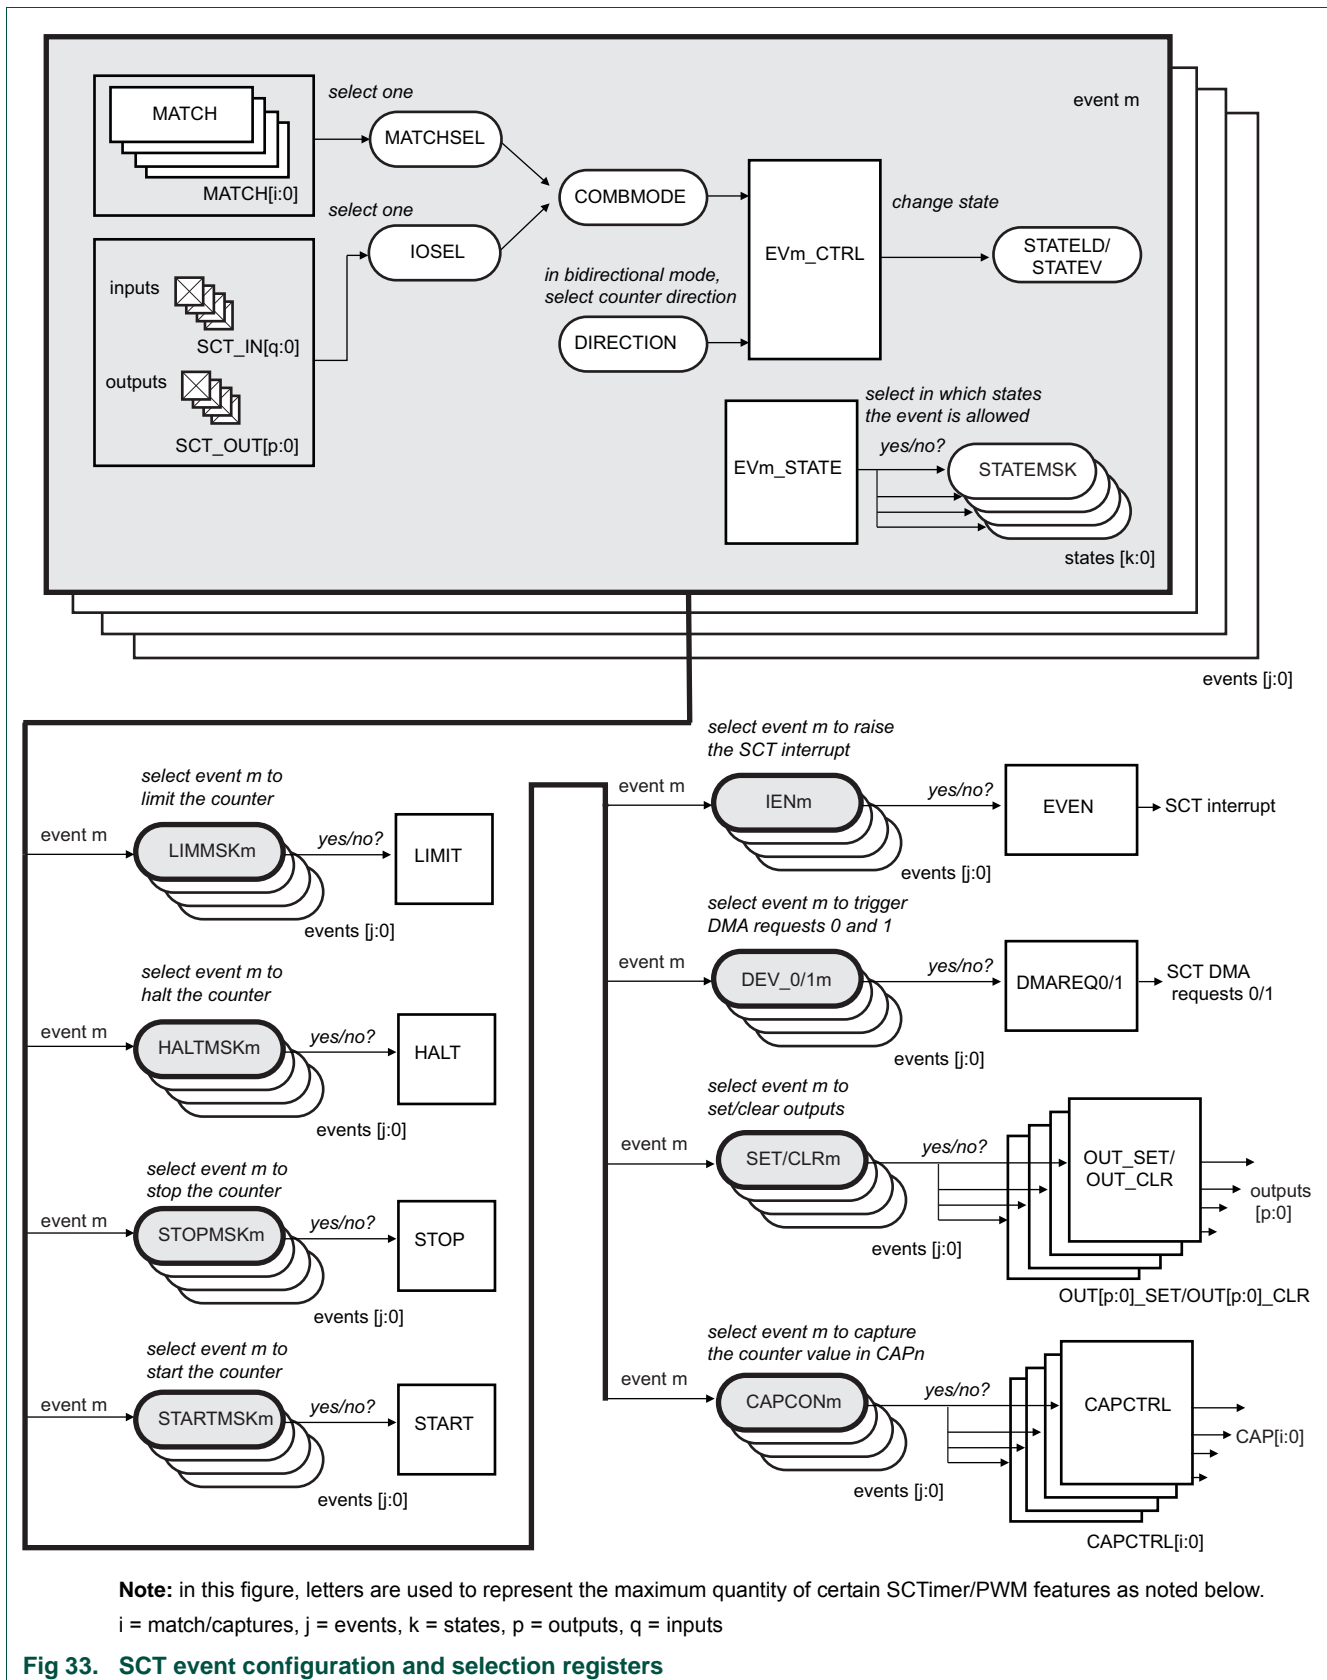 event m
select one
MATCH
MATCHSEL
MATCH[i:0]
select one
COMBMODE
IOSEL
change state
EVm_CTRL
STATELD/
STATEV
in bidirectional mode,
select counter direction
inputs
SCT_IN[q:0]
DIRECTION
outputs
SCT_OUT[p:0]
select in which states
the event is allowed
yes/no?
EVm_STATE
STATEMSK
states [k:0]
events [j:0]
select event m to
limit the counter
event m
LIMMSKm
yes/no?
LIMIT
events [j:0]
select event m to
halt the counter
event m
HALTMSKm
yes/no?
HALT
events [j:0]
select event m to
stop the counter
event m
STOPMSKm
yes/no?
STOP
events [j:0]
select event m to
start the counter
event m
STARTMSKm
yes/no?
START
events [j:0]
select event m to raise
the SCT interrupt
event m
IENm
yes/no?
EVEN
SCT interrupt
events [j:0]
select event m to trigger
DMA requests 0 and 1
event m
DEV_0/1m
yes/no?
DMAREQ0/1
SCT DMA
requests 0/1
events [j:0]
select event m to
set/clear outputs
event m
SET/CLRm
yes/no?
OUT_SET/
OUT_CLR
outputs
[p:0]
events [j:0]
OUT[p:0]_SET/OUT[p:0]_CLR
select event m to capture
the counter value in CAPn
event m
CAPCONm
yes/no?
CAPCTRL
CAP[i:0]
events [j:0]
CAPCTRL[i:0]
Note: in this figure, letters are used to represent the maximum quantity of certain SCTimer/PWM features as noted below.
i = match/captures, j = events, k = states, p = outputs, q = inputs
Fig 33. SCT event configuration and selection registers